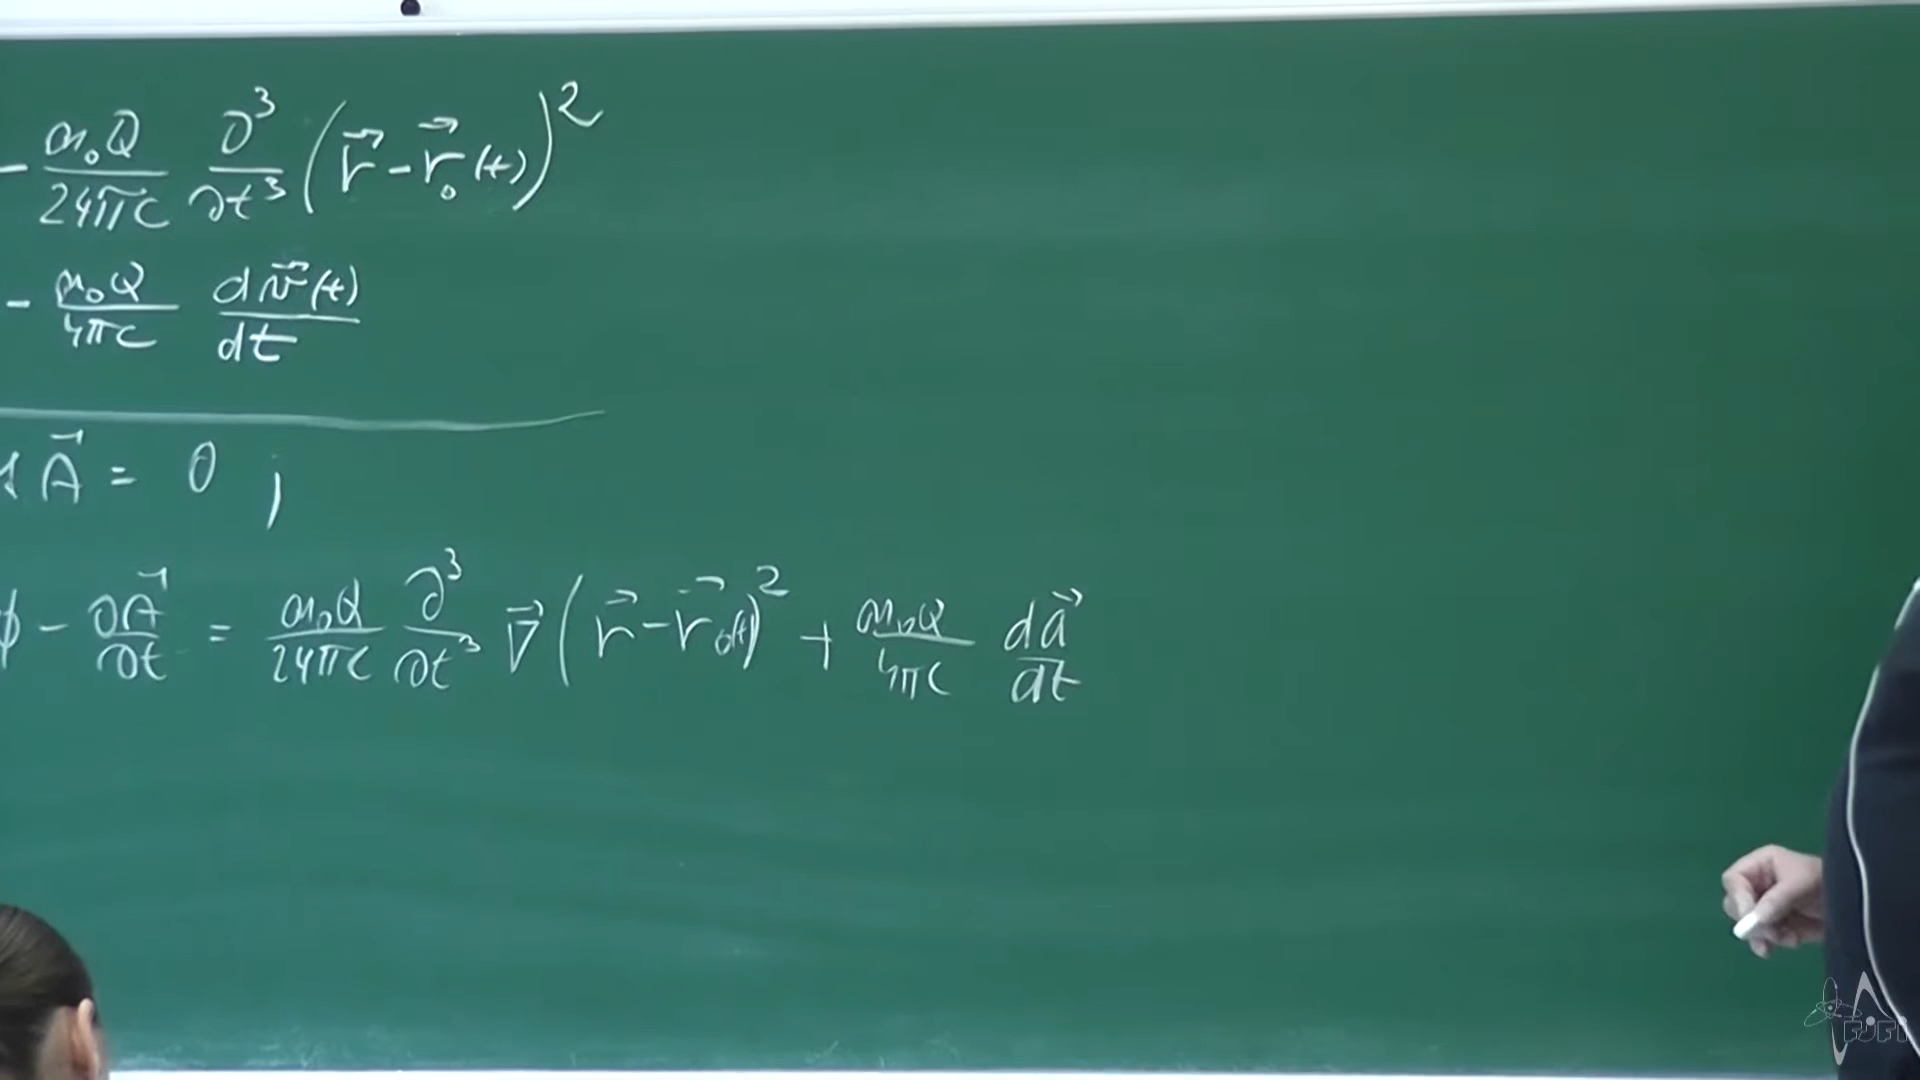 - μ₀Q/24πc ∂³/∂t³ (r⃗ - r⃗₀(t))²
- μ₀Q/4πc dv⃗(t)/dt
A⃗ = 0 ;
ϕ - ∂A⃗/∂t = μ₀Q/24πc ∂³/∂t³ ∇⃗ (r⃗ - r⃗₀(t))² + μ₀Q/4πc da⃗/dt
FJFI